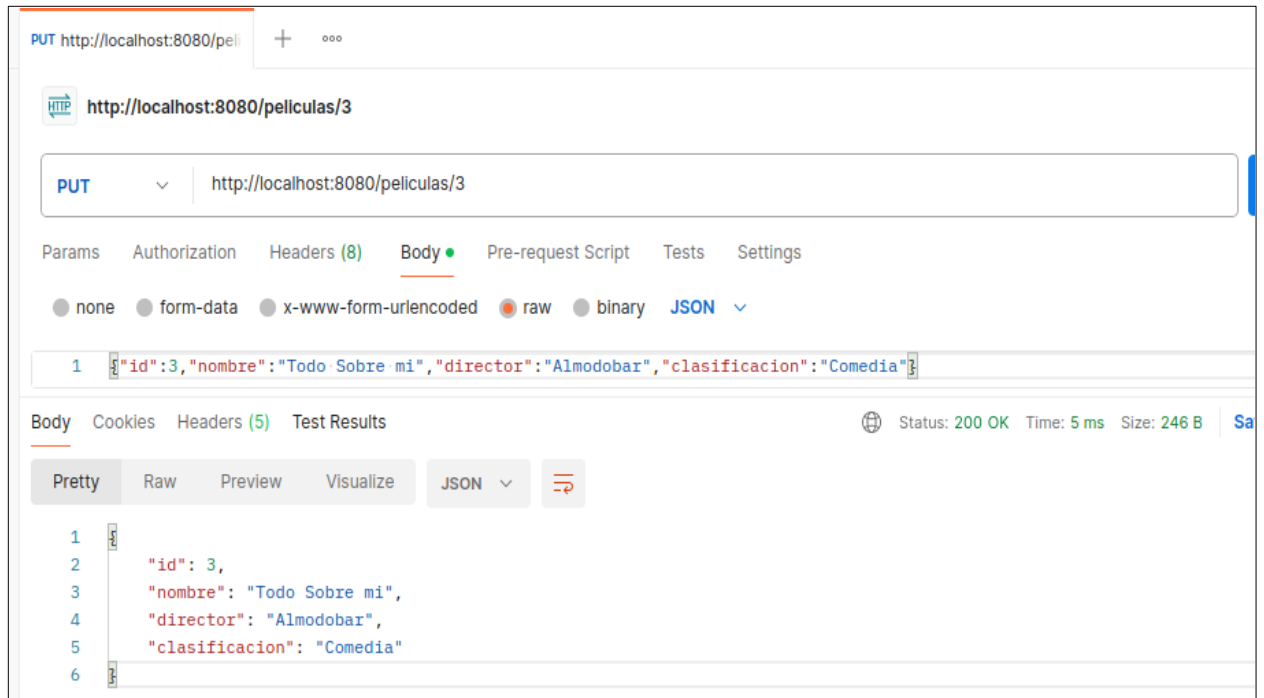 PUT http://localhost:8080/peli
HTTP http://localhost:8080/peliculas/3
PUT http://localhost:8080/peliculas/3
Params Authorization Headers (8) Body Pre-request Script Tests Settings
none form-data x-www-form-urlencoded raw binary JSON
1 {"id":3,"nombre":"Todo Sobre mi","director":"Almodobar","clasificacion":"Comedia"}
Body Cookies Headers (5) Test Results Status: 200 OK Time: 5 ms Size: 246 B Sa
Pretty Raw Preview Visualize JSON
1 {
2 "id": 3,
3 "nombre": "Todo Sobre mi",
4 "director": "Almodobar",
5 "clasificacion": "Comedia"
6 }